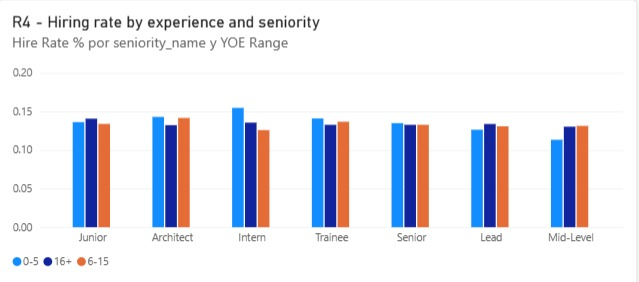 R4 - Hiring rate by experience and seniority
Hire Rate % por seniority_name y YOE Range
0.20
0.15
0.10
0.05
0.00
Junior Architect Intern Trainee Senior Lead Mid-Level
0-5 16+ 6-15